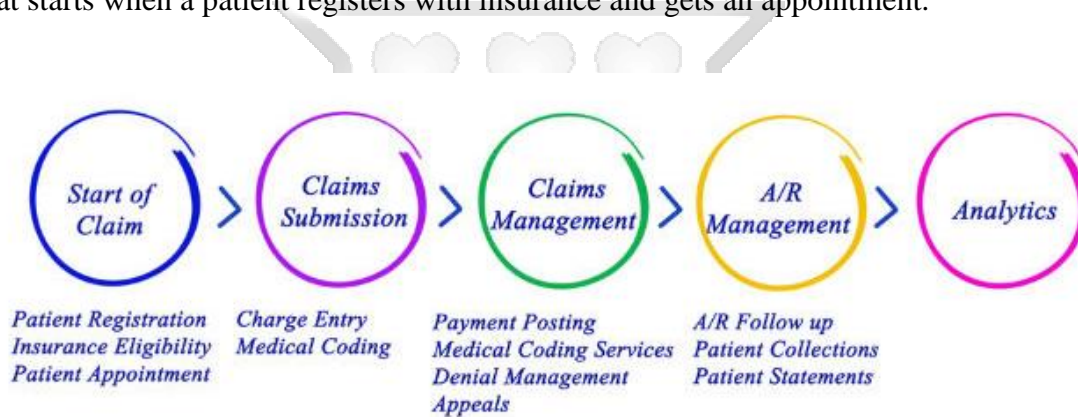 at starts when a patient registers with insurance and gets an appointment.
Start of
Claim
Claims
Submission
Claims
Management
A/R
Management
Analytics
Patient Registration
Insurance Eligibility
Patient Appointment
Charge Entry
Medical Coding
Payment Posting
Medical Coding Services
Denial Management
Appeals
A/R Follow up
Patient Collections
Patient Statements